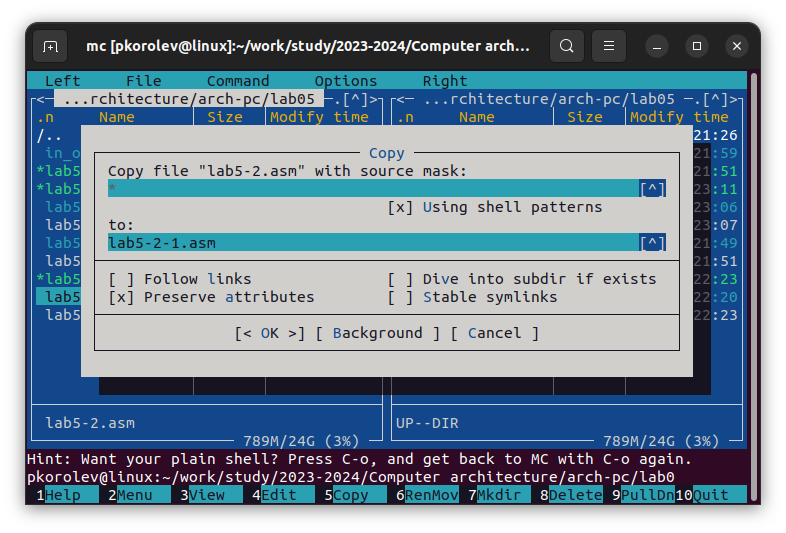 mc [pkorolev@linux]:~/work/study/2023-2024/Computer arch...
Left File Command Options Right
<─ ...rchitecture/arch-pc/lab05 ─.[^]> <─ ...rchitecture/arch-pc/lab05 ─.[^]>
.n Name Size Modify time .n Name Size Modify time
/.. 21:26
in_o 21:59
*lab5 21:51
*lab5 23:11
lab5 23:06
lab5 23:07
lab5 21:49
lab5 21:51
*lab5 22:23
lab5 22:20
lab5 22:23
Copy
Copy file "lab5-2.asm" with source mask:
* [^]
[x] Using shell patterns
to:
lab5-2-1.asm [^]
[ ] Follow links [ ] Dive into subdir if exists
[x] Preserve attributes [ ] Stable symlinks
[< OK >] [ Background ] [ Cancel ]
lab5-2.asm UP--DIR
789M/24G (3%) 789M/24G (3%)
Hint: Want your plain shell? Press C-o, and get back to MC with C-o again.
pkorolev@linux:~/work/study/2023-2024/Computer architecture/arch-pc/lab0
1Help 2Menu 3View 4Edit 5Copy 6RenMov 7Mkdir 8Delete 9PullDn 10Quit